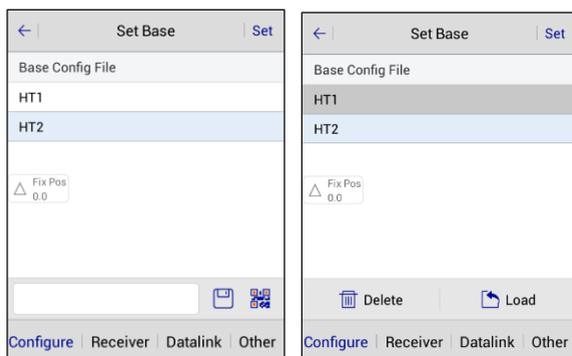 Set Base
Set
Base Config File
HT1
HT2
Fix Pos
0.0
Configure
Receiver
Datalink
Other
Set Base
Set
Base Config File
HT1
HT2
Fix Pos
0.0
Delete
Load
Configure
Receiver
Datalink
Other